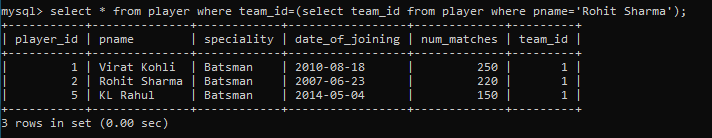 mysql> select * from player where team_id=(select team_id from player where pname='Rohit Sharma');
+-----------+--------------+------------+-----------------+-------------+---------+
| player_id | pname        | speciality | date_of_joining | num_matches | team_id |
+-----------+--------------+------------+-----------------+-------------+---------+
|         1 | Virat Kohli  | Batsman    | 2010-08-18      |         250 |       1 |
|         2 | Rohit Sharma | Batsman    | 2007-06-23      |         220 |       1 |
|         5 | KL Rahul     | Batsman    | 2014-05-04      |         150 |       1 |
+-----------+--------------+------------+-----------------+-------------+---------+
3 rows in set (0.00 sec)